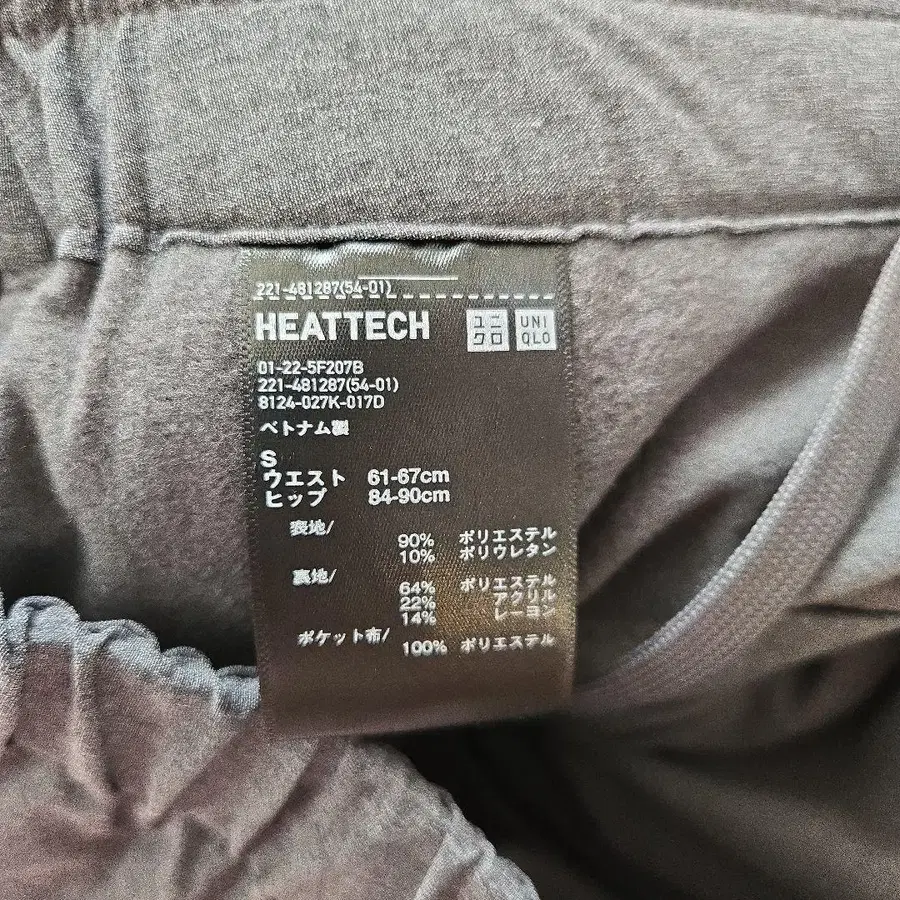 221-481287(54-01)
HEATTECH
ユニ
クロ
UNI
QLO
01-22-5F207B
221-481287(54-01)
8124-027K-017D
ベトナム製
S
ウエスト 61-67cm
ヒップ 84-90cm
表地/
90% ポリエステル
10% ポリウレタン
裏地/
64% ポリエステル
22% アクリル
14% レーヨン
ポケット布/
100% ポリエステル